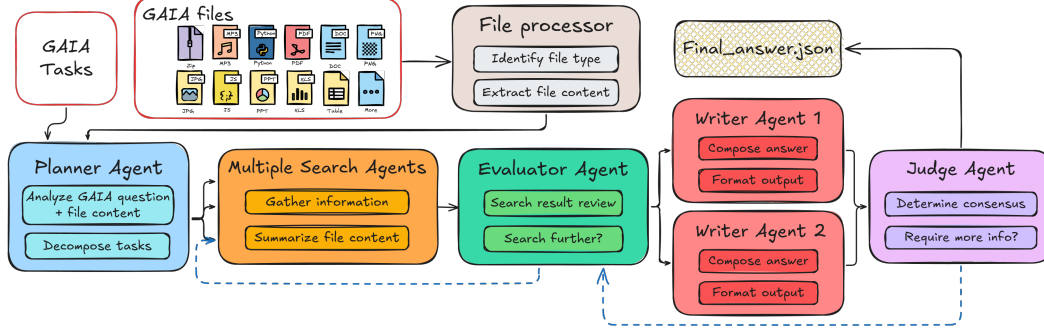 GAIA
Tasks
GAIA files
MP3
Python
PDF
DOC
PNG
Zip
MP3
Python
PDF
DOC
PNG
JPG
JS
PPT
XLS
JPG
JS
PPT
XLS
Table
More
File processor
Identify file type
Extract file content
Final_answer.json
Planner Agent
Analyze GAIA question
+ file content
Decompose tasks
Multiple Search Agents
Gather information
Summarize file content
Evaluator Agent
Search result review
Search further?
Writer Agent 1
Compose answer
Format output
Writer Agent 2
Compose answer
Format output
Judge Agent
Determine consensus
Require more info?